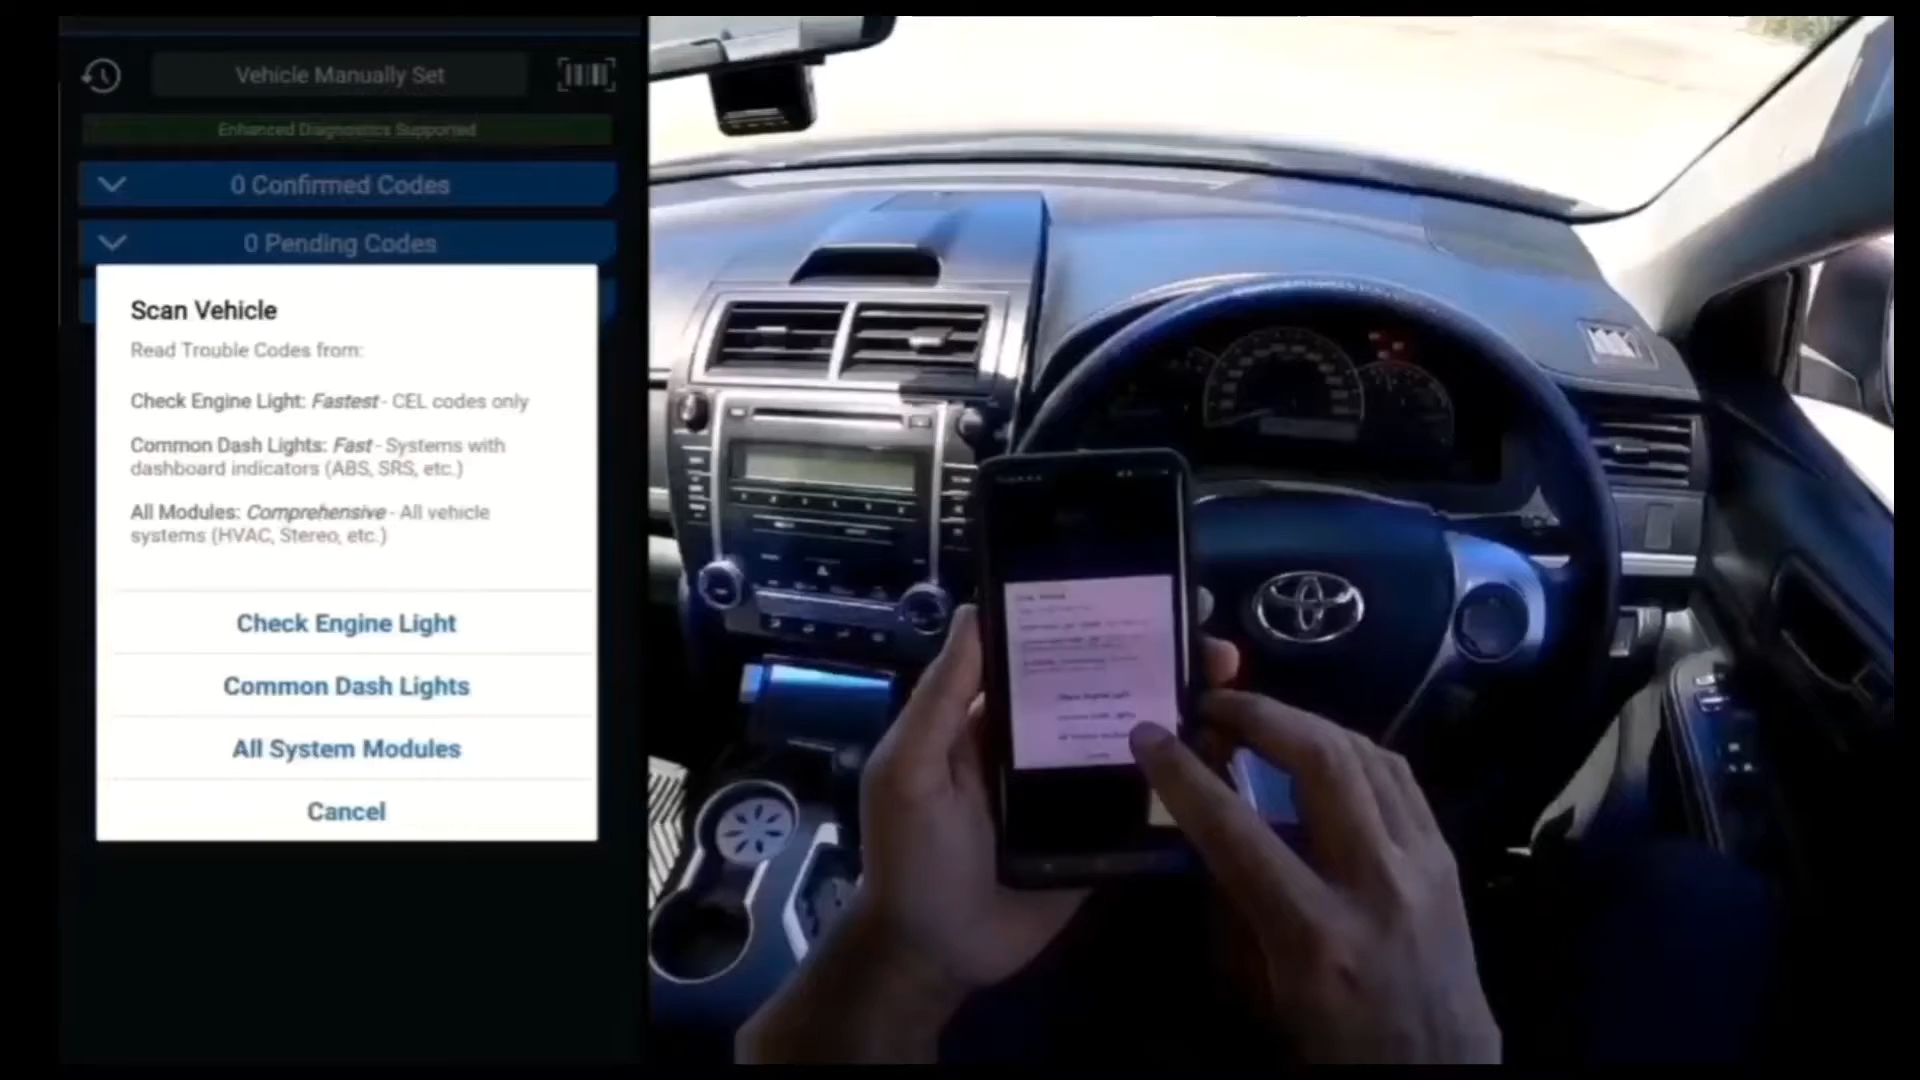 Vehicle Manually Set
Enhanced Diagnostics Supported
0 Confirmed Codes
0 Pending Codes
Scan Vehicle
Read Trouble Codes from:
Check Engine Light: Fastest - CEL codes only
Common Dash Lights: Fast - Systems with
dashboard indicators (ABS, SRS, etc.)
All Modules: Comprehensive - All vehicle
systems (HVAC, Stereo, etc.)
Check Engine Light
Common Dash Lights
All System Modules
Cancel